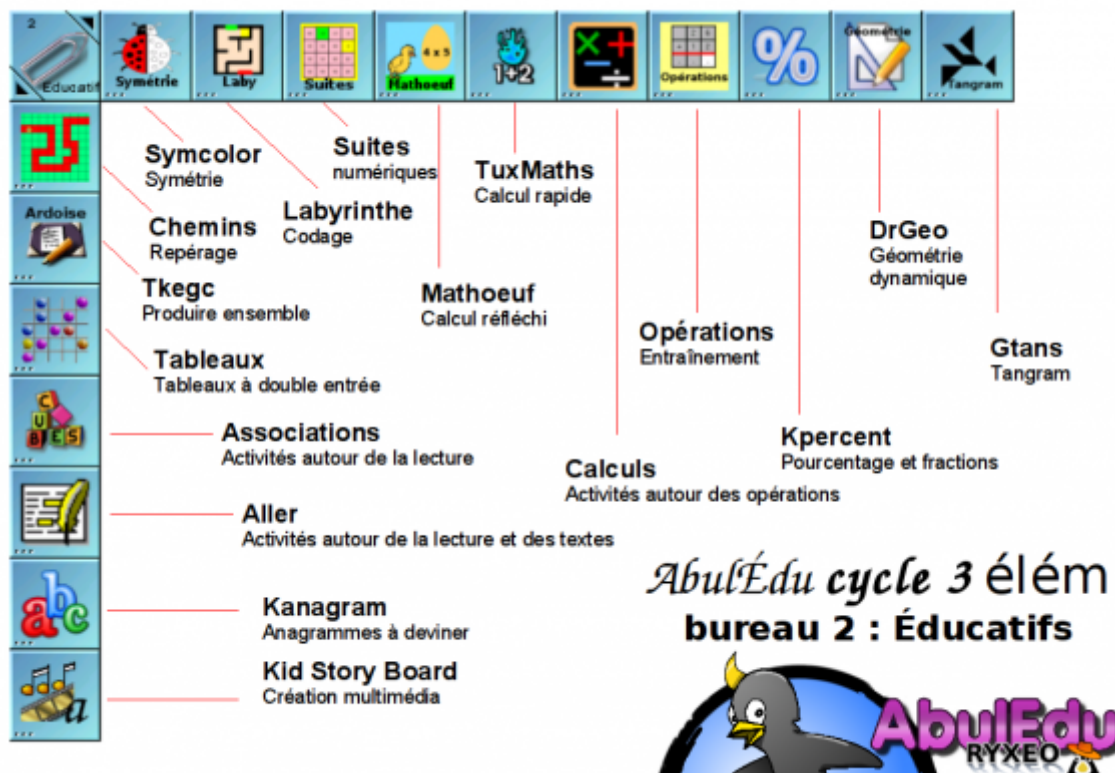 2
Educatif
Symétrie
Laby
Suites
4 x 5
Mathoeuf
1+2
Opérations
%
Géométrie
Tangram
Ardoise
CUBES
abc
a
Symcolor
Symétrie
Suites
numériques
TuxMaths
Calcul rapide
Labyrinthe
Codage
Chemins
Repérage
DrGeo
Géométrie
dynamique
Tkegc
Produire ensemble
Mathoeuf
Calcul réfléchi
Opérations
Entraînement
Gtans
Tangram
Tableaux
Tableaux à double entrée
Associations
Activités autour de la lecture
Kpercent
Pourcentage et fractions
Calculs
Activités autour des opérations
Aller
Activités autour de la lecture et des textes
AbulÉdu cycle 3 élém
bureau 2 : Éducatifs
Kanagram
Anagrammes à deviner
Kid Story Board
Création multimédia
AbulEdu
RYXEO